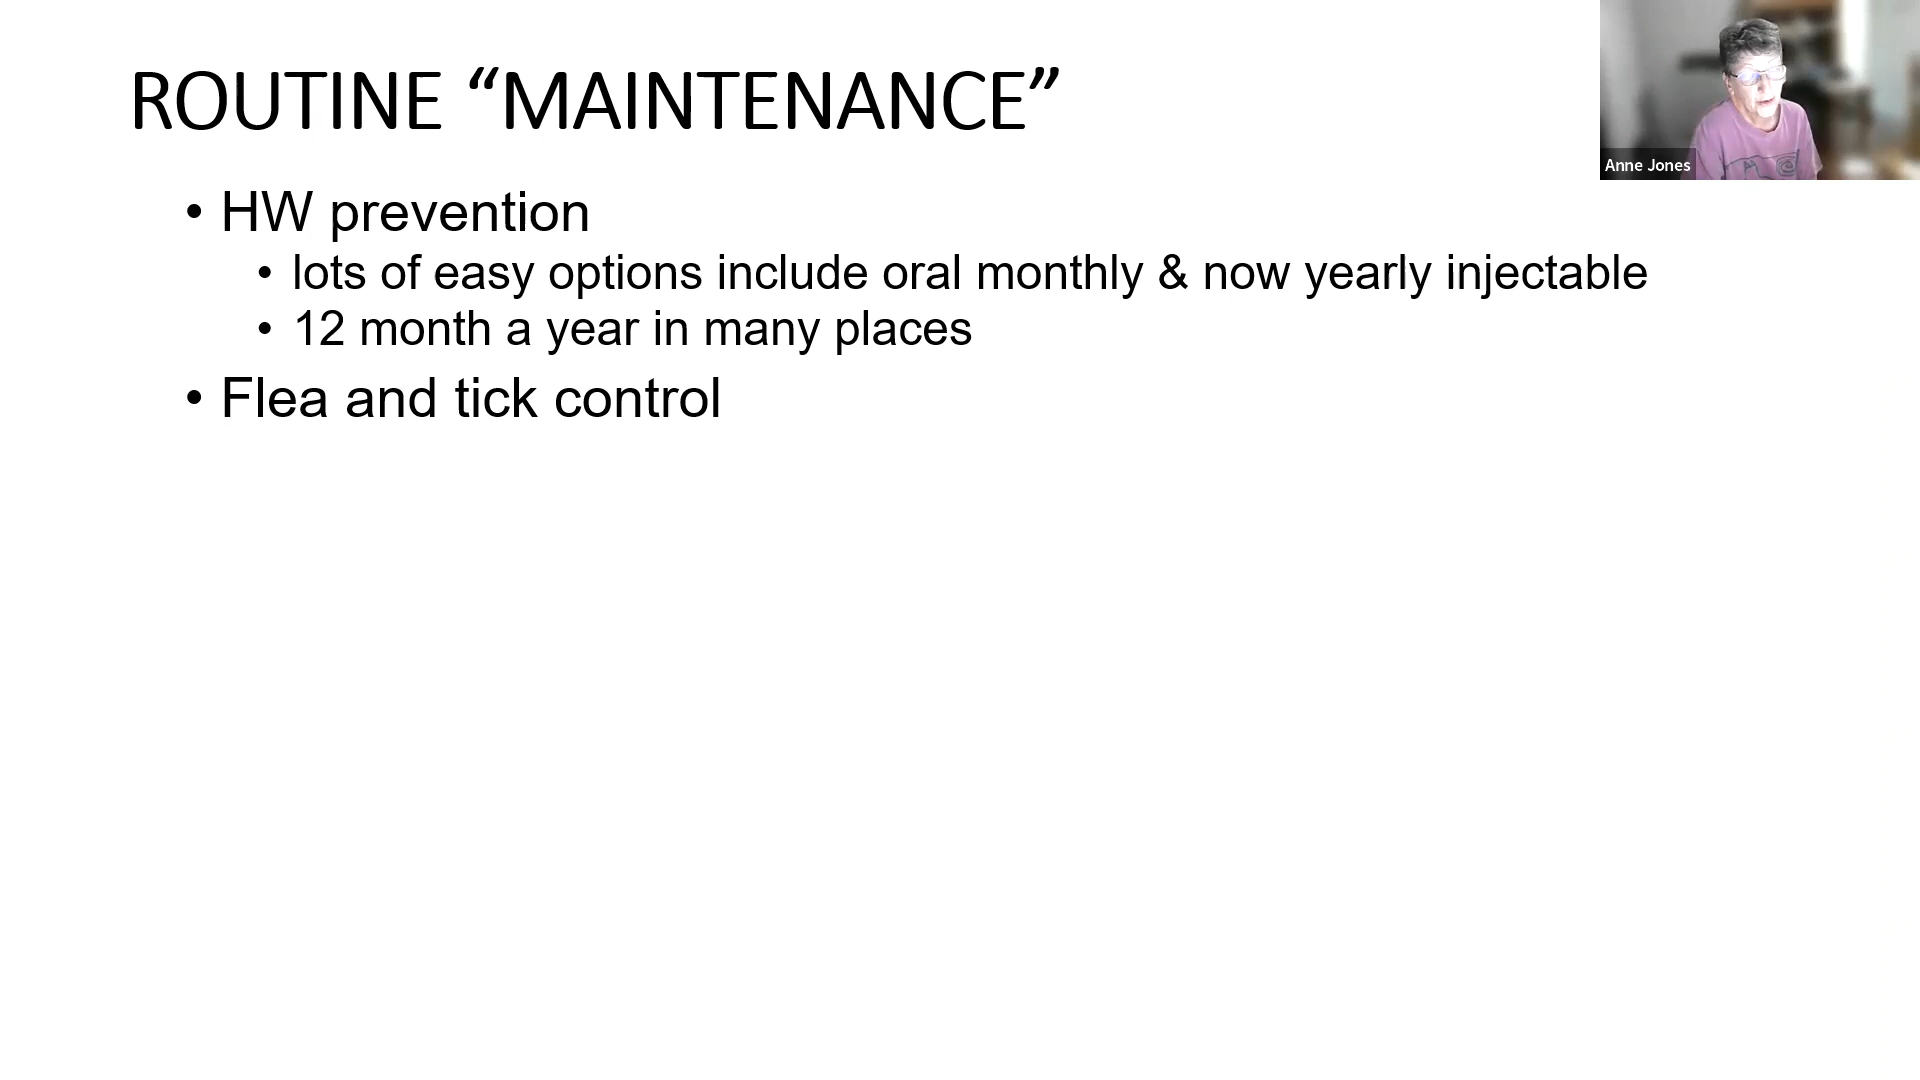 ROUTINE “MAINTENANCE”
Anne Jones
• HW prevention
• lots of easy options include oral monthly & now yearly injectable
• 12 month a year in many places
• Flea and tick control